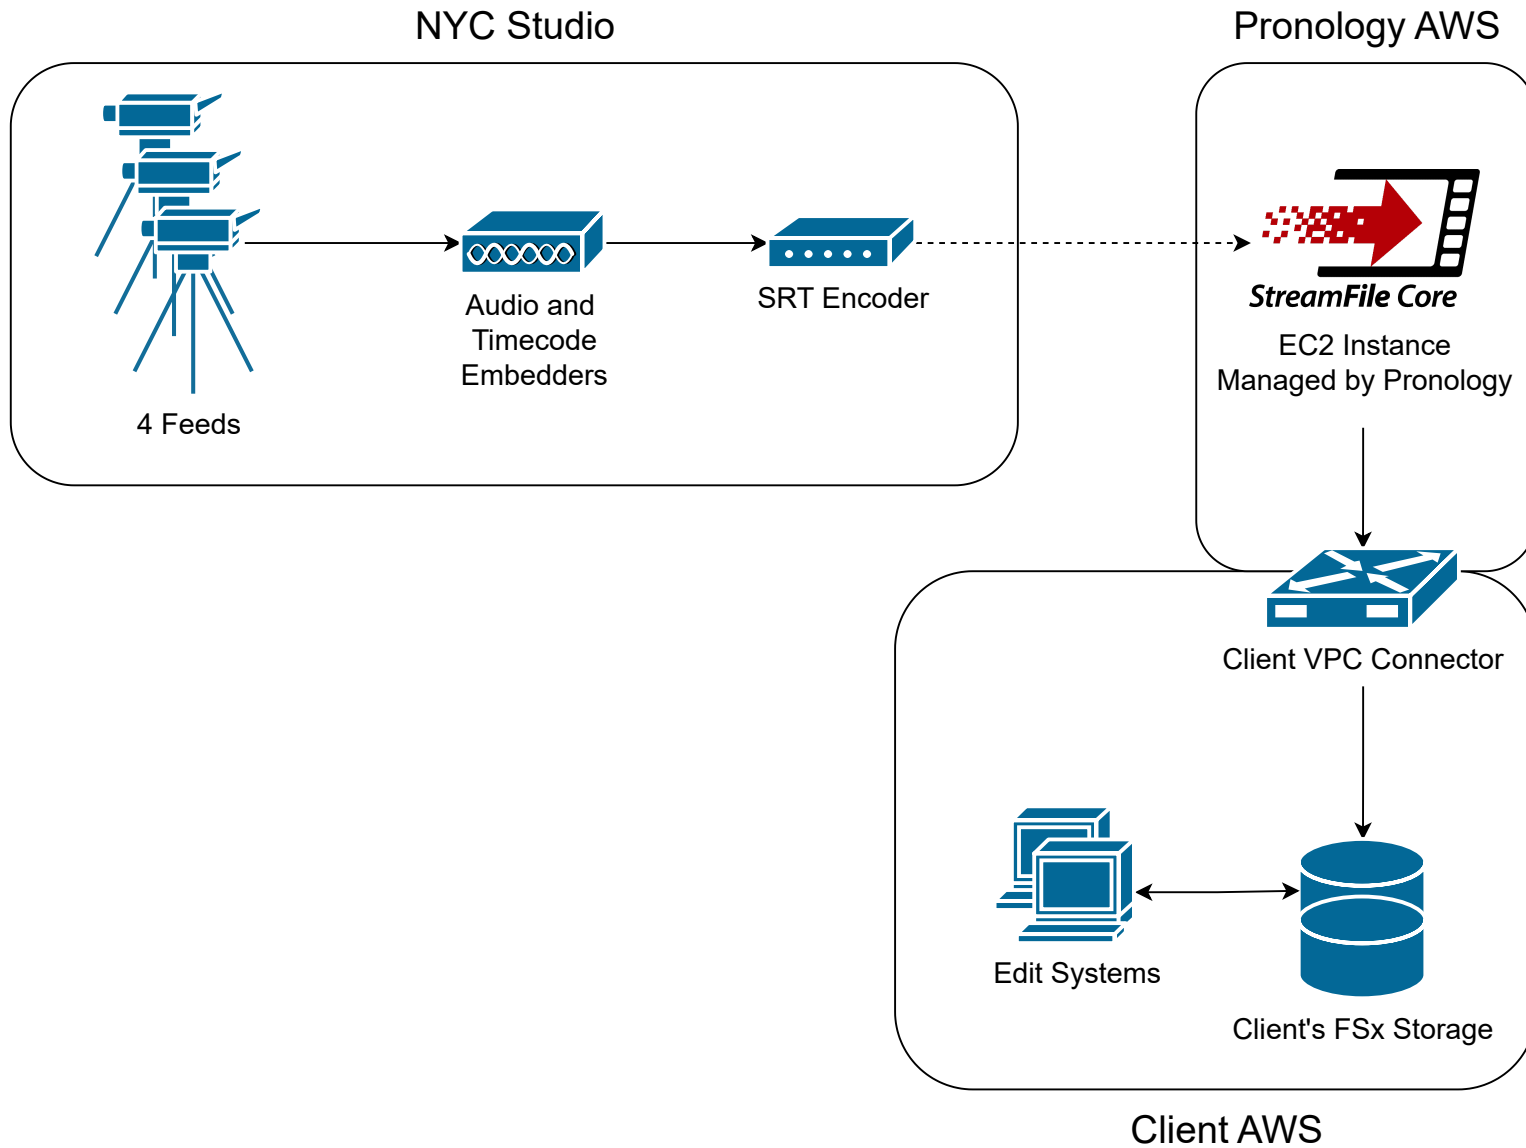 NYC Studio
Pronology AWS
4 Feeds
Audio and
Timecode
Embedders
SRT Encoder
StreamFile Core
EC2 Instance
Managed by Pronology
Client VPC Connector
Edit Systems
Client's FSx Storage
Client AWS